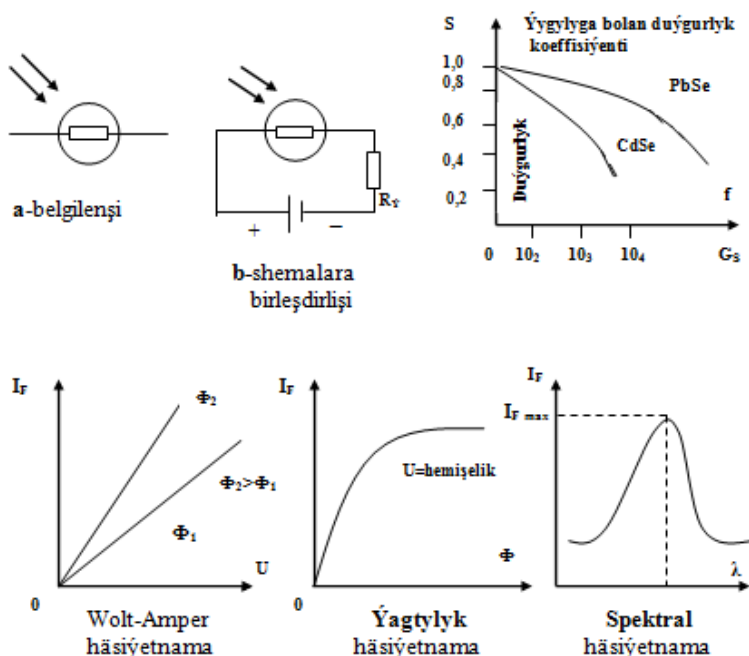 a-belgilenşi
+ −
Rý
b-shemalara
birleşdirlişi
S Ýygylyga bolan duýgurlyk
koeffisiýenti
1,0
0,8
0,6
0,4
0,2
Duýgurlyk
PbSe
CdSe
f
0 10₂ 10₃ 10₄ Gs
I_F
Φ₂
Φ₂>Φ₁
Φ₁
U
0
Wolt-Amper
häsiýetnama
I_F
U=hemişelik
Φ
0
Ýagtylyk
häsiýetnama
I_F
I_F max
λ
Spektral
häsiýetnama